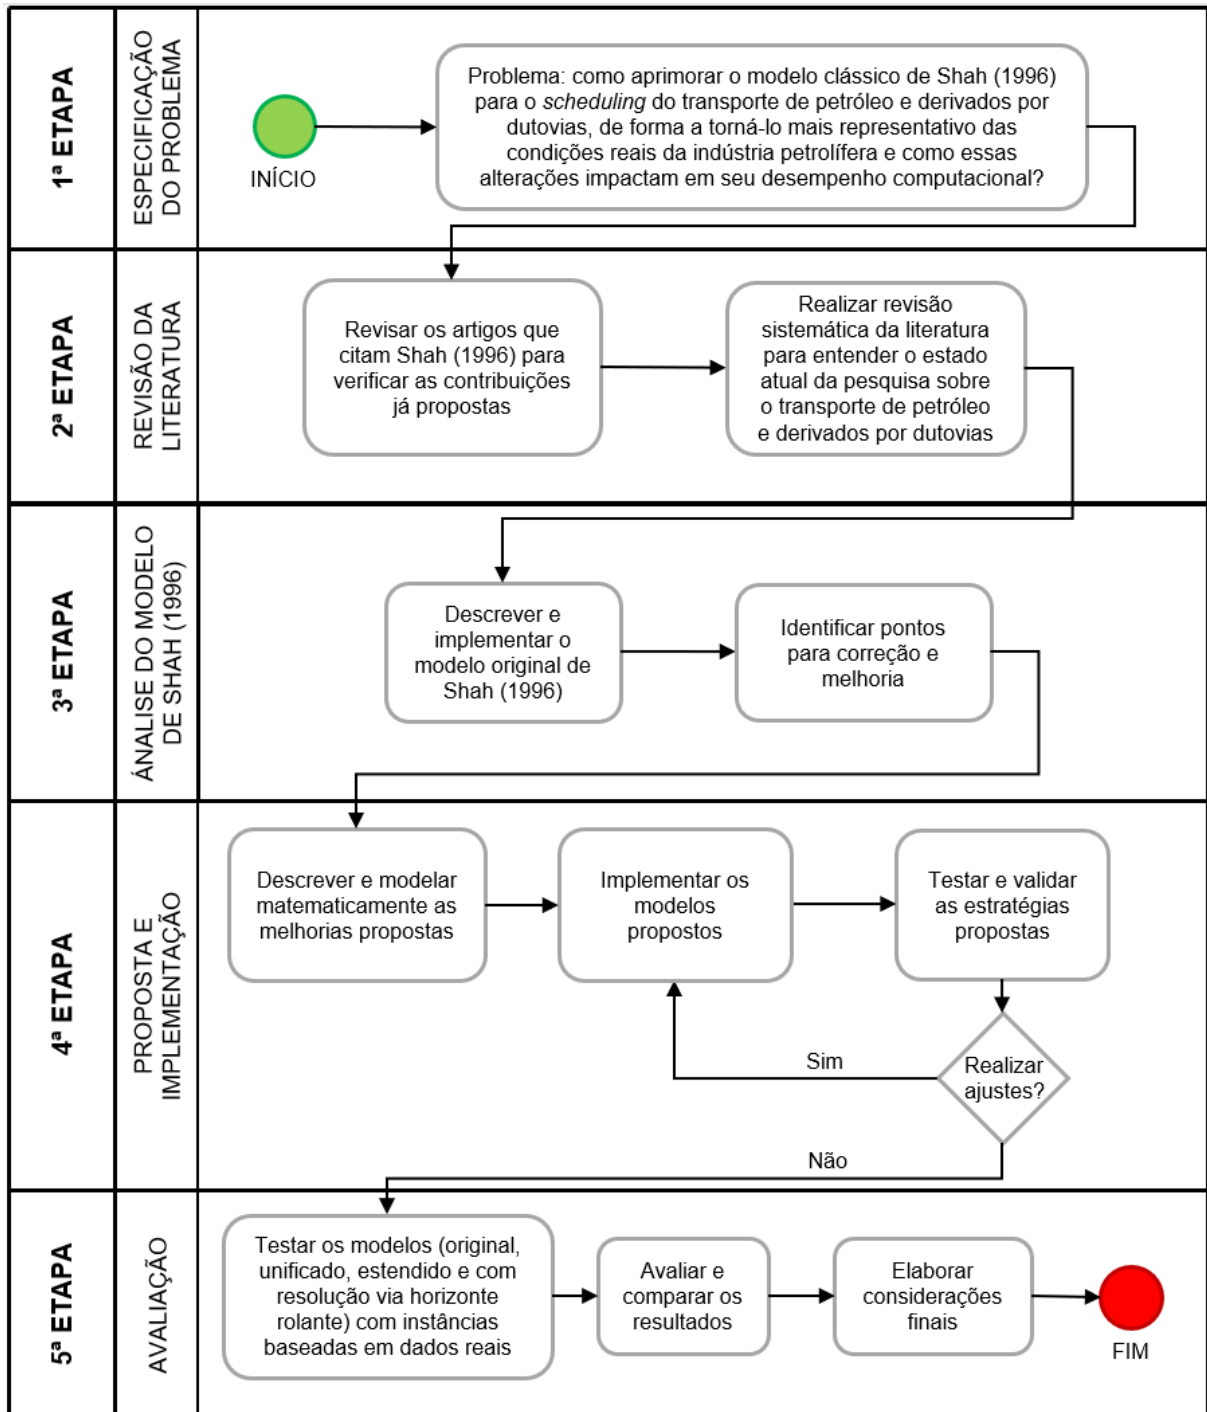 1ª ETAPA
ESPECIFICAÇÃO
DO PROBLEMA
INÍCIO
Problema: como aprimorar o modelo clássico de Shah (1996)
para o scheduling do transporte de petróleo e derivados por
dutovias, de forma a torná-lo mais representativo das
condições reais da indústria petrolífera e como essas
alterações impactam em seu desempenho computacional?
2ª ETAPA
REVISÃO DA
LITERATURA
Revisar os artigos que
citam Shah (1996) para
verificar as contribuições
já propostas
Realizar revisão
sistemática da literatura
para entender o estado
atual da pesquisa sobre
o transporte de petróleo
e derivados por dutovias
3ª ETAPA
ÁNALISE DO MODELO
DE SHAH (1996)
Descrever e
implementar o
modelo original de
Shah (1996)
Identificar pontos
para correção e
melhoria
4ª ETAPA
PROPOSTA E
IMPLEMENTAÇÃO
Descrever e modelar
matematicamente as
melhorias propostas
Implementar os
modelos
propostos
Testar e validar
as estratégias
propostas
Realizar
ajustes?
Sim
Não
5ª ETAPA
AVALIAÇÃO
Testar os modelos (original,
unificado, estendido e com
resolução via horizonte
rolante) com instâncias
baseadas em dados reais
Avaliar e
comparar os
resultados
Elaborar
considerações
finais
FIM